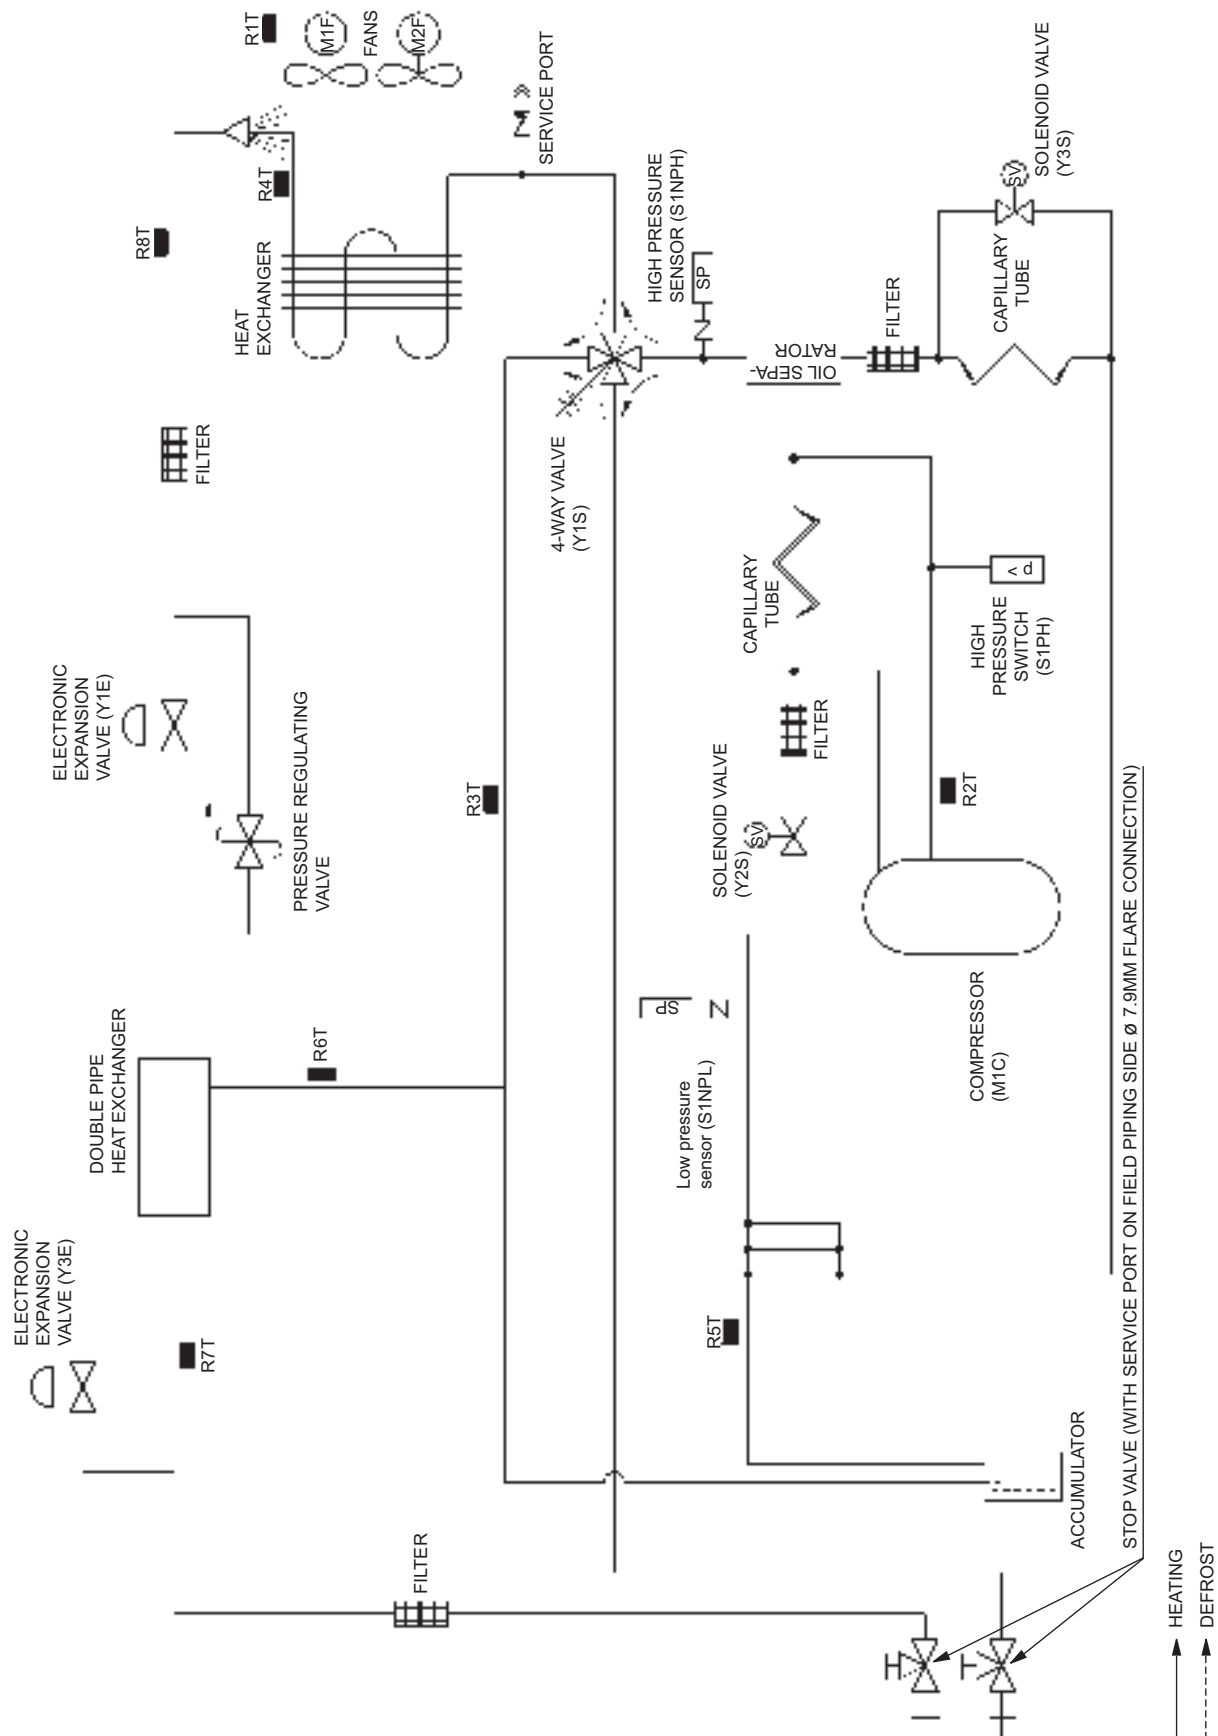 R1T
M1F
FANS
M2F
SERVICE PORT
R4T
R8T
HEAT
EXCHANGER
FILTER
HIGH PRESSURE
SENSOR (S1NPH)
SP
SOLENOID VALVE
(Y3S)
SV
CAPILLARY
TUBE
FILTER
OIL SEPA-
RATOR
4-WAY VALVE
(Y1S)
ELECTRONIC
EXPANSION
VALVE (Y1E)
PRESSURE REGULATING
VALVE
R3T
CAPILLARY
TUBE
p >
HIGH
PRESSURE
SWITCH
(S1PH)
FILTER
SOLENOID VALVE
(Y2S)
SV
R2T
COMPRESSOR
(M1C)
DOUBLE PIPE
HEAT EXCHANGER
R6T
SP
Low pressure
sensor (S1NPL)
ELECTRONIC
EXPANSION
VALVE (Y3E)
R7T
R5T
ACCUMULATOR
FILTER
STOP VALVE (WITH SERVICE PORT ON FIELD PIPING SIDE ø 7.9MM FLARE CONNECTION)
HEATING
DEFROST